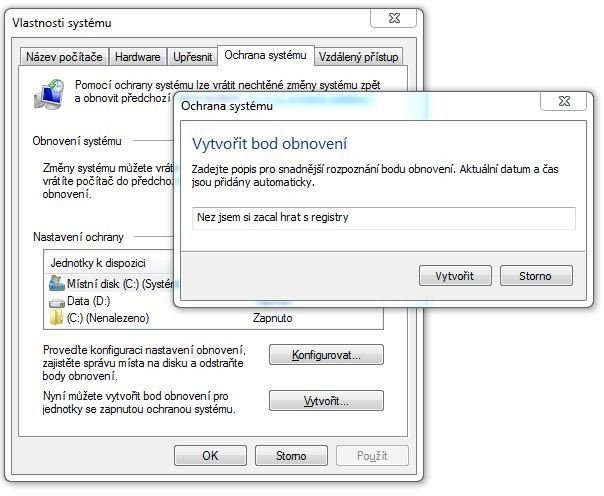 Vlastnosti systému
Název počítače
Hardware
Upřesnit
Ochrana systému
Vzdálený přístup
Pomocí ochrany systému lze vrátit nechtěné změny systému zpět
a obnovit předchozí
Obnovení systému
Změny systému můžete vrát
vrátíte počítač do předcho
obnovení.
Nastavení ochrany
Jednotky k dispozici
Místní disk (C:) (Systém
Data (D:)
(C:) (Nenalezeno) Zapnuto
Proveďte konfiguraci nastavení obnovení,
zajistěte správu místa na disku a odstraňte
body obnovení.
Konfigurovat...
Nyní můžete vytvořit bod obnovení pro
jednotky se zapnutou ochranou systému.
Vytvořit...
OK
Storno
Použít
Ochrana systému
Vytvořit bod obnovení
Zadejte popis pro snadnější rozpoznání bodu obnovení. Aktuální datum a čas
jsou přidány automaticky.
Nez jsem si zacal hrat s registry
Vytvořit
Storno